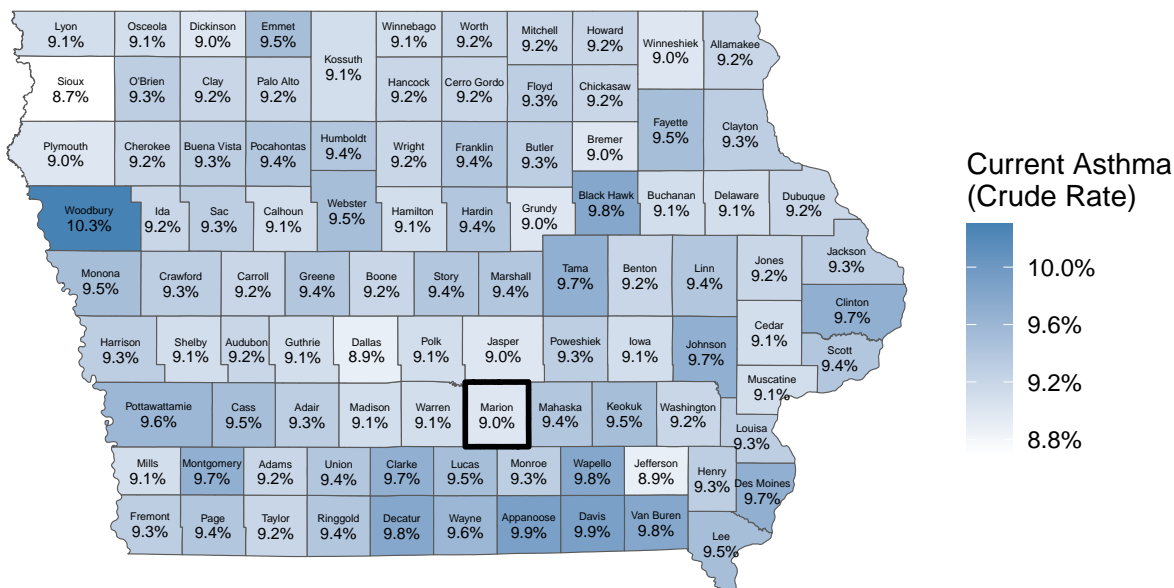 Lyon
9.1%
Osceola
9.1%
Dickinson
9.0%
Emmet
9.5%
Kossuth
9.1%
Winnebago
9.1%
Worth
9.2%
Mitchell
9.2%
Howard
9.2%
Winneshiek
9.0%
Allamakee
9.2%
Sioux
8.7%
O'Brien
9.3%
Clay
9.2%
Palo Alto
9.2%
Hancock
9.2%
Cerro Gordo
9.2%
Floyd
9.3%
Chickasaw
9.2%
Fayette
9.5%
Clayton
9.3%
Plymouth
9.0%
Cherokee
9.2%
Buena Vista
9.3%
Pocahontas
9.4%
Humboldt
9.4%
Wright
9.2%
Franklin
9.4%
Butler
9.3%
Bremer
9.0%
Woodbury
10.3%
Ida
9.2%
Sac
9.3%
Calhoun
9.1%
Webster
9.5%
Hamilton
9.1%
Hardin
9.4%
Grundy
9.0%
Black Hawk
9.8%
Buchanan
9.1%
Delaware
9.1%
Dubuque
9.2%
Monona
9.5%
Crawford
9.3%
Carroll
9.2%
Greene
9.4%
Boone
9.2%
Story
9.4%
Marshall
9.4%
Tama
9.7%
Benton
9.2%
Linn
9.4%
Jones
9.2%
Jackson
9.3%
Clinton
9.7%
Harrison
9.3%
Shelby
9.1%
Audubon
9.2%
Guthrie
9.1%
Dallas
8.9%
Polk
9.1%
Jasper
9.0%
Poweshiek
9.3%
Iowa
9.1%
Johnson
9.7%
Cedar
9.1%
Scott
9.4%
Muscatine
9.1%
Pottawattamie
9.6%
Cass
9.5%
Adair
9.3%
Madison
9.1%
Warren
9.1%
Marion
9.0%
Mahaska
9.4%
Keokuk
9.5%
Washington
9.2%
Louisa
9.3%
Mills
9.1%
Montgomery
9.7%
Adams
9.2%
Union
9.4%
Clarke
9.7%
Lucas
9.5%
Monroe
9.3%
Wapello
9.8%
Jefferson
8.9%
Henry
9.3%
Des Moines
9.7%
Fremont
9.3%
Page
9.4%
Taylor
9.2%
Ringgold
9.4%
Decatur
9.8%
Wayne
9.6%
Appanoose
9.9%
Davis
9.9%
Van Buren
9.8%
Lee
9.5%
Current Asthma
(Crude Rate)
10.0%
9.6%
9.2%
8.8%